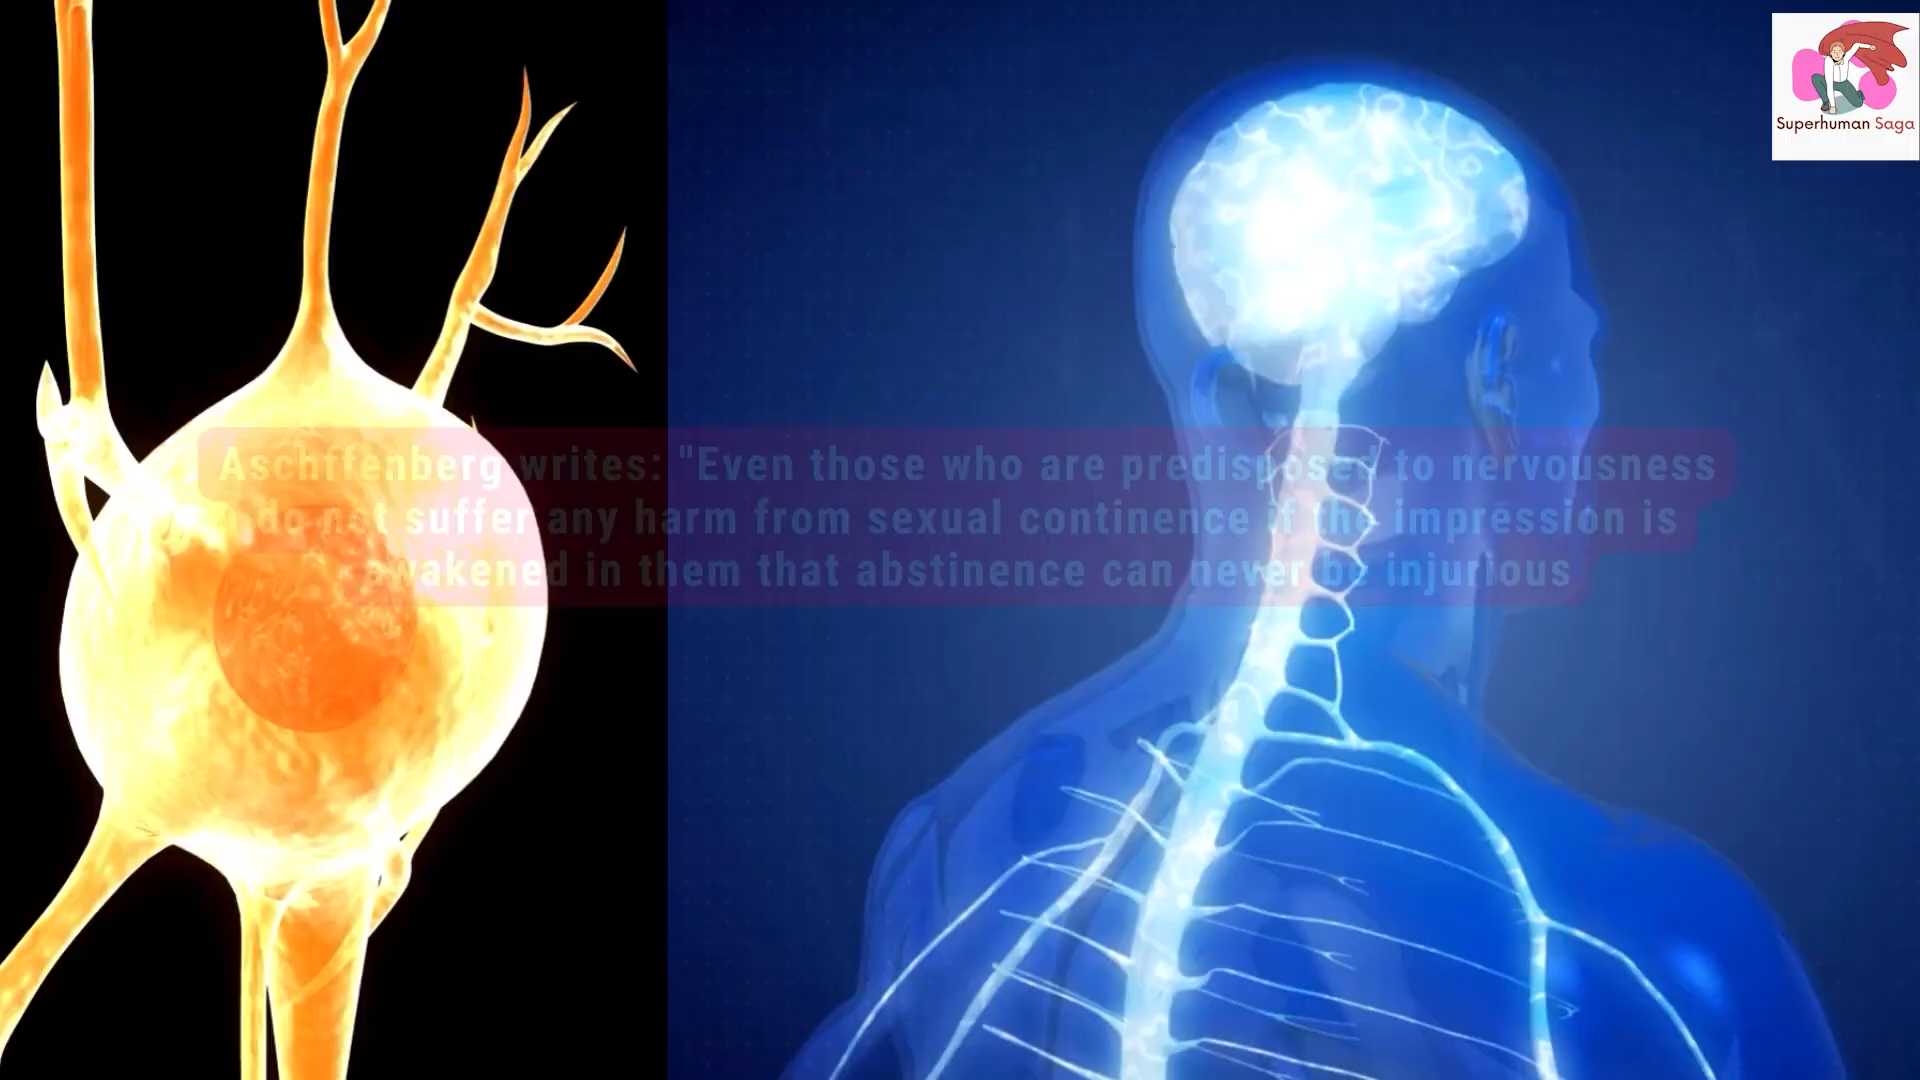 Superhuman Saga
Aschffenberg writes: "Even those who are predisposed to nervousness
do not suffer any harm from sexual continence if the impression is
awakened in them that abstinence can never be injurious